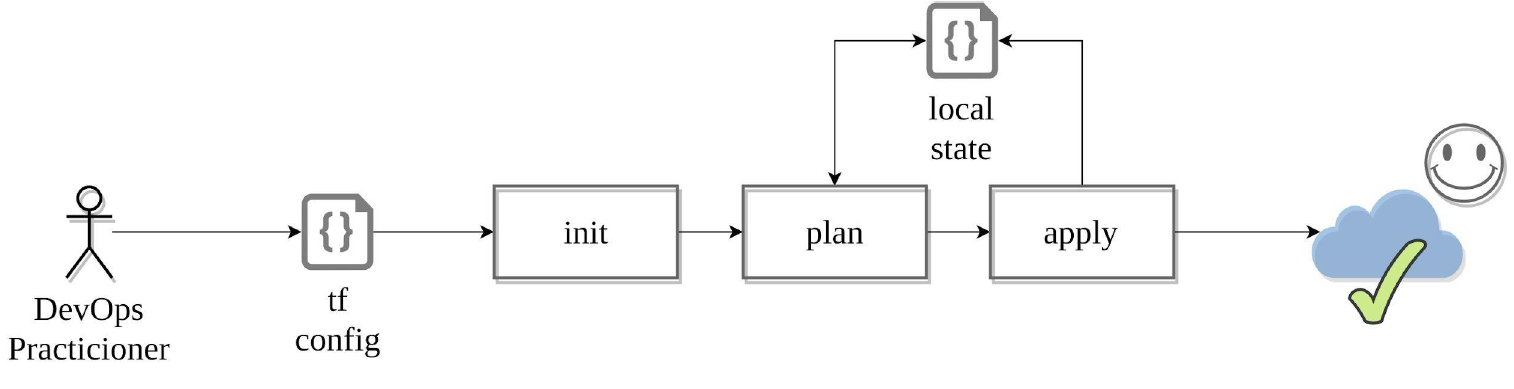 {}
local
state
{}
init
plan
apply
DevOps
Practicioner
tf
config